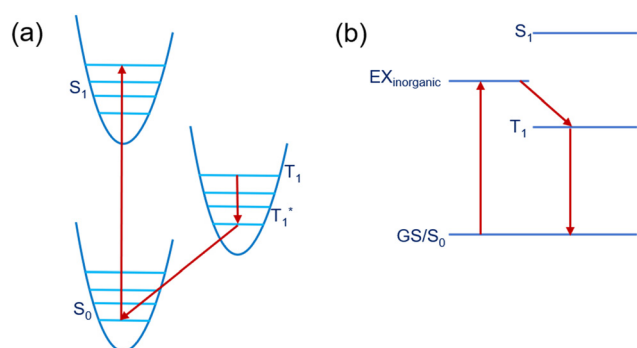 (a)
S₁
T₁
T₁*
S₀
(b)
S₁
EXinorganic
T₁
GS/S₀